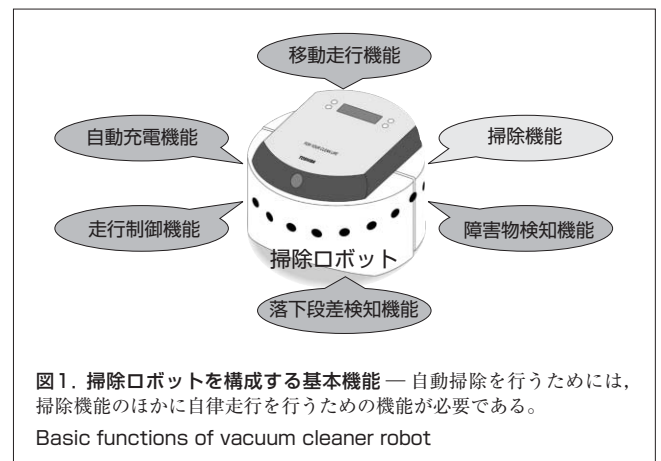 移動走行機能
自動充電機能
掃除機能
TOSHIBA
走行制御機能
障害物検知機能
掃除ロボット
落下段差検知機能
図1. 掃除ロボットを構成する基本機能 — 自動掃除を行うためには,
掃除機能のほかに自律走行を行うための機能が必要である。
Basic functions of vacuum cleaner robot